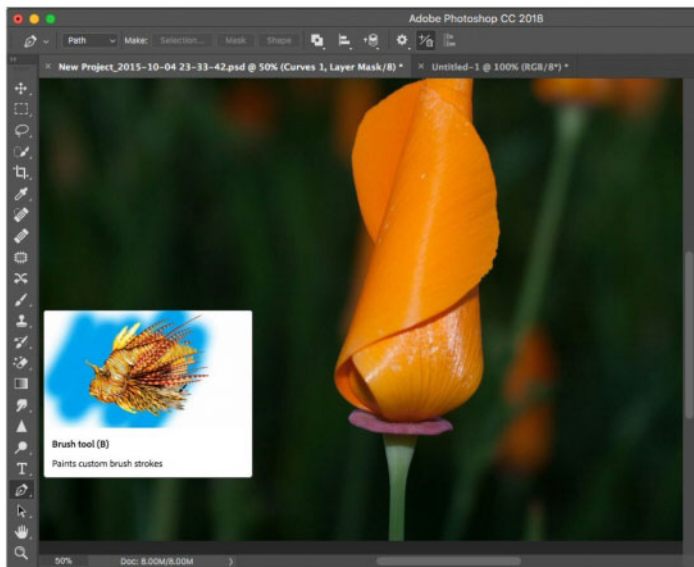 Adobe Photoshop CC 2018
Path Make: Selection... Mask Shape
× New Project_2015-10-04 23-33-42.psd @ 50% (Curves 1, Layer Mask/8) * × Untitled-1 @ 100% (RGB/8*) *
Brush tool (B)
Paints custom brush strokes
T
50% Doc: 8.00M/8.00M